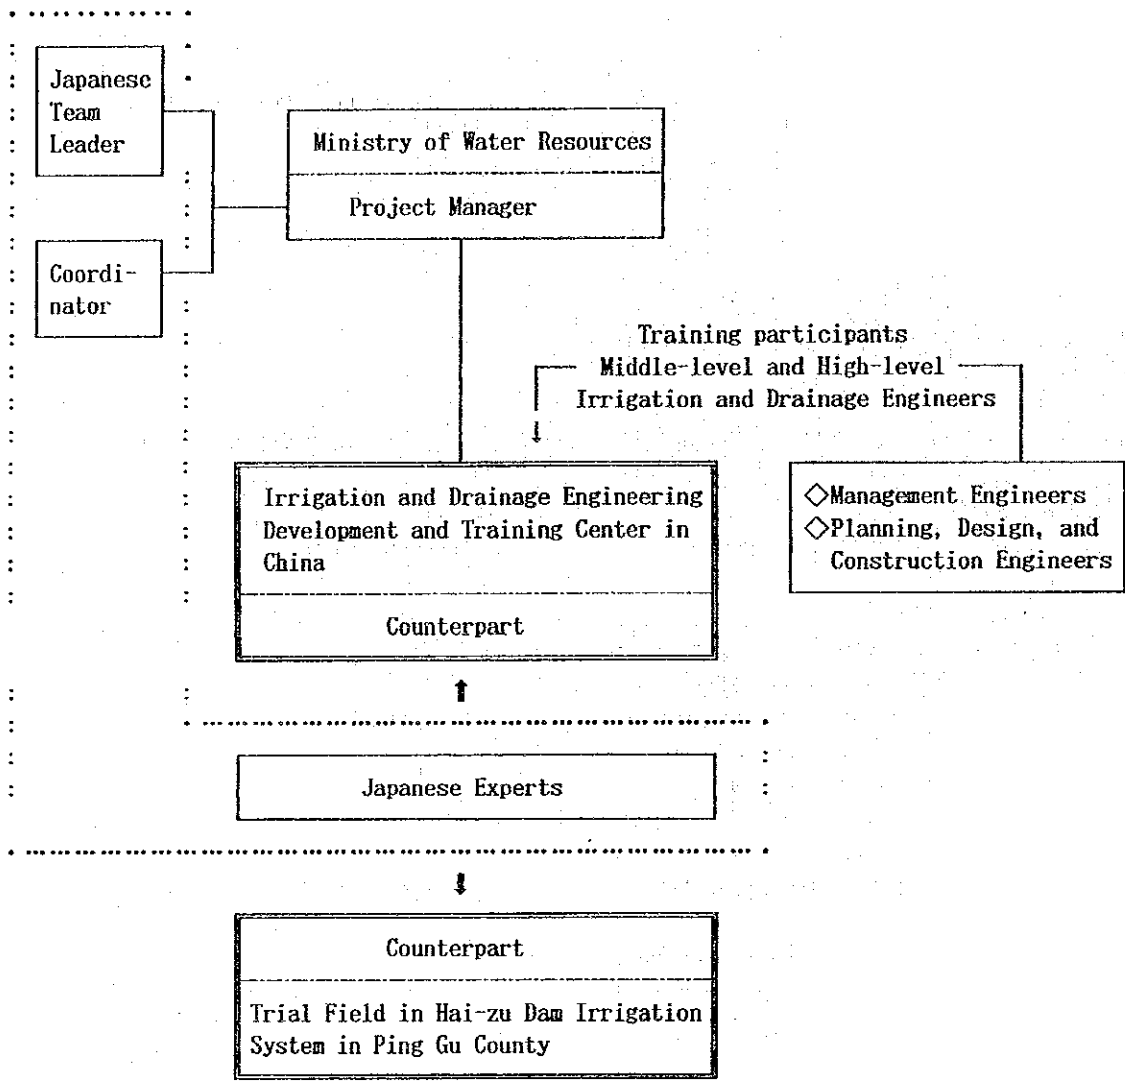 Japanese
Team
Leader
Ministry of Water Resources
Project Manager
Coordi-
nator
Training participants
Middle-level and High-level
Irrigation and Drainage Engineers
Irrigation and Drainage Engineering
Development and Training Center in
China
Counterpart
◇Management Engineers
◇Planning, Design, and
Construction Engineers
Japanese Experts
Counterpart
Trial Field in Hai-zu Dam Irrigation
System in Ping Gu County